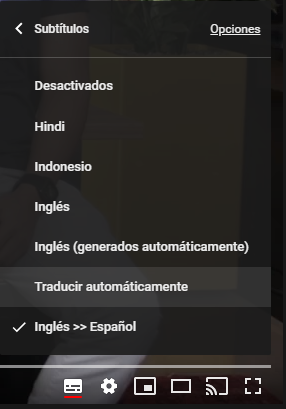 Subtítulos
Opciones
Desactivados
Hindi
Indonesio
Inglés
Inglés (generados automáticamente)
Traducir automáticamente
Inglés >> Español